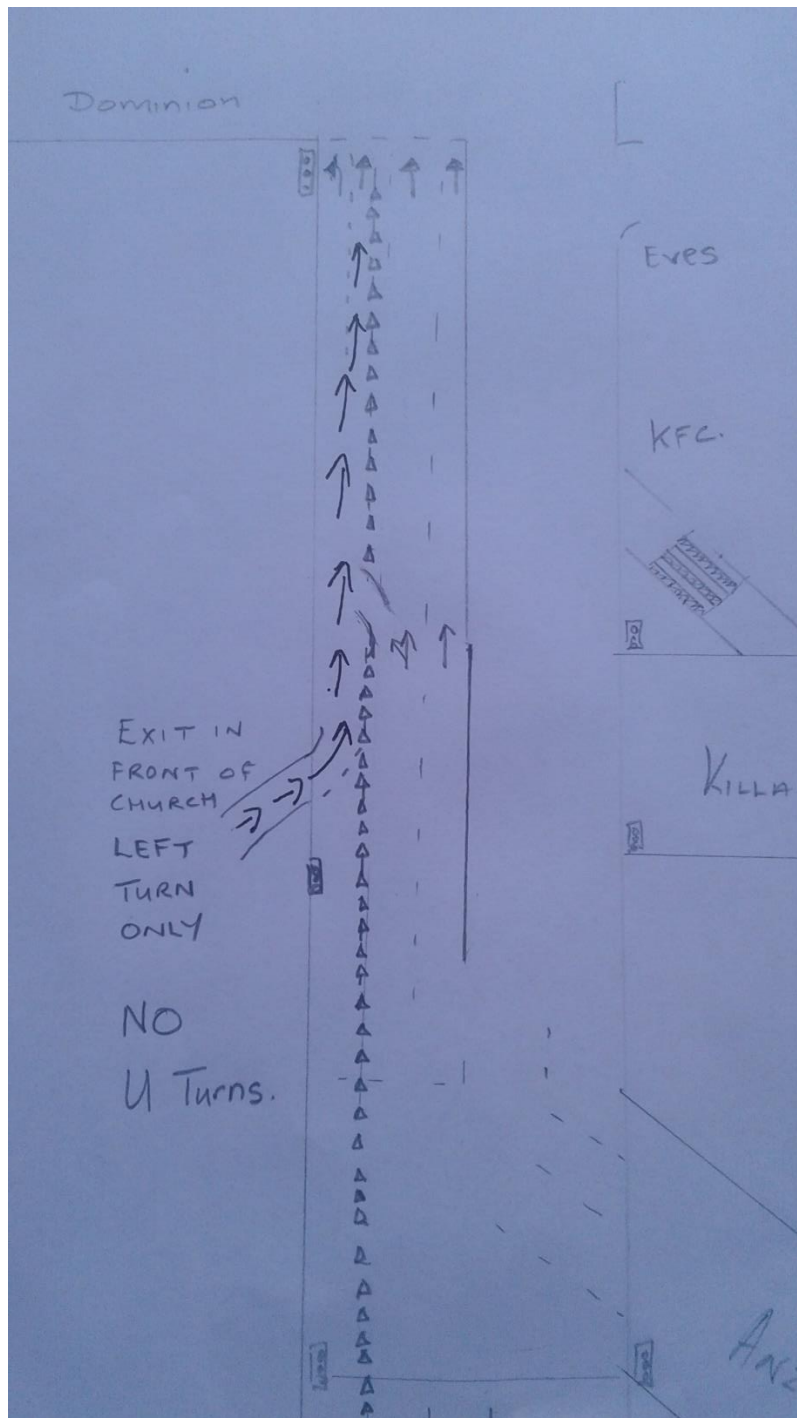 Dominion
Eves
KFC.
EXIT IN
FRONT OF
CHURCH
LEFT
TURN
ONLY
KILLA
NO
U Turns.